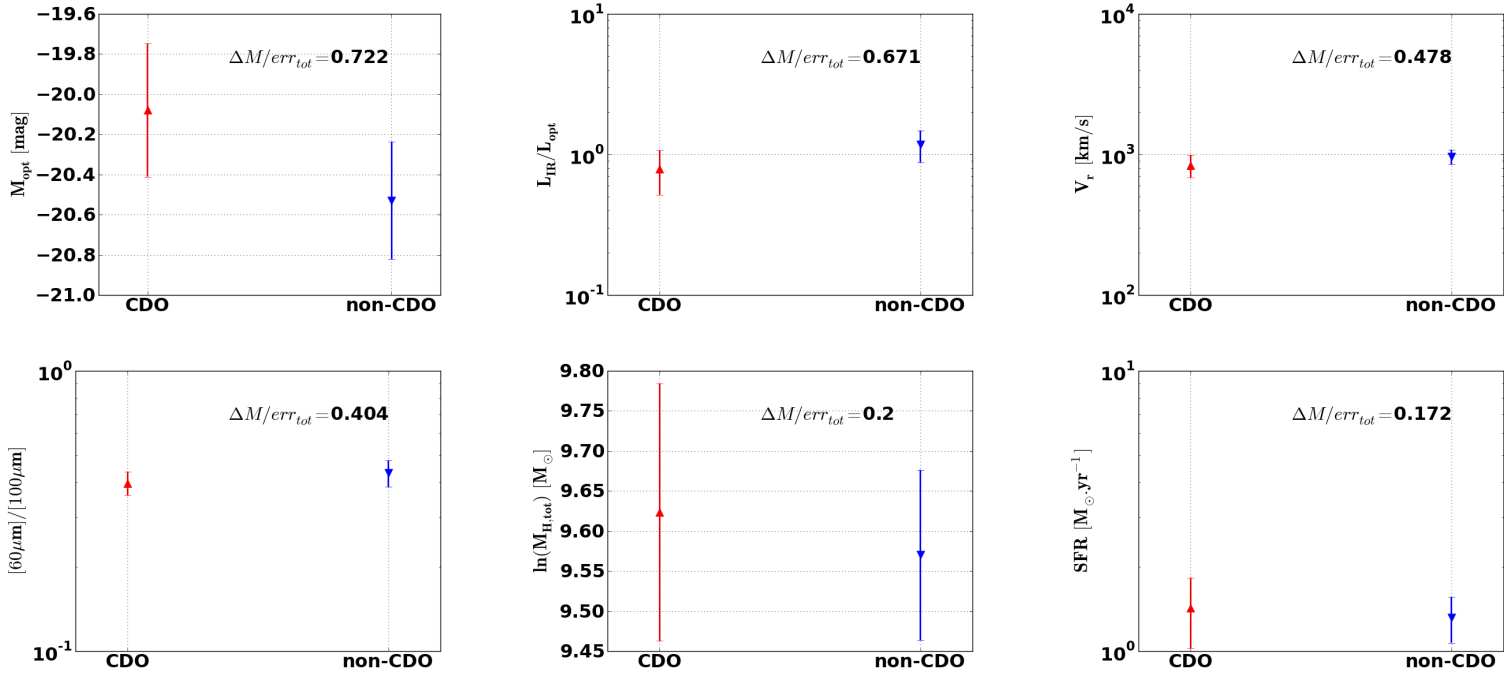 −19.6
−19.8
−20.0
−20.2
−20.4
−20.6
−20.8
−21.0
M_opt [mag]
ΔM/err_tot=0.722
CDO non-CDO
10^1
10^0
10^-1
L_IR/L_opt
ΔM/err_tot=0.671
CDO non-CDO
10^4
10^3
10^2
V_r [km/s]
ΔM/err_tot=0.478
CDO non-CDO
10^0
10^-1
[60μm]/[100μm]
ΔM/err_tot=0.404
CDO non-CDO
9.80
9.75
9.70
9.65
9.60
9.55
9.50
9.45
ln(M_H,tot) [M_⊙]
ΔM/err_tot=0.2
CDO non-CDO
10^1
10^0
SFR [M_⊙.yr^−1]
ΔM/err_tot=0.172
CDO non-CDO